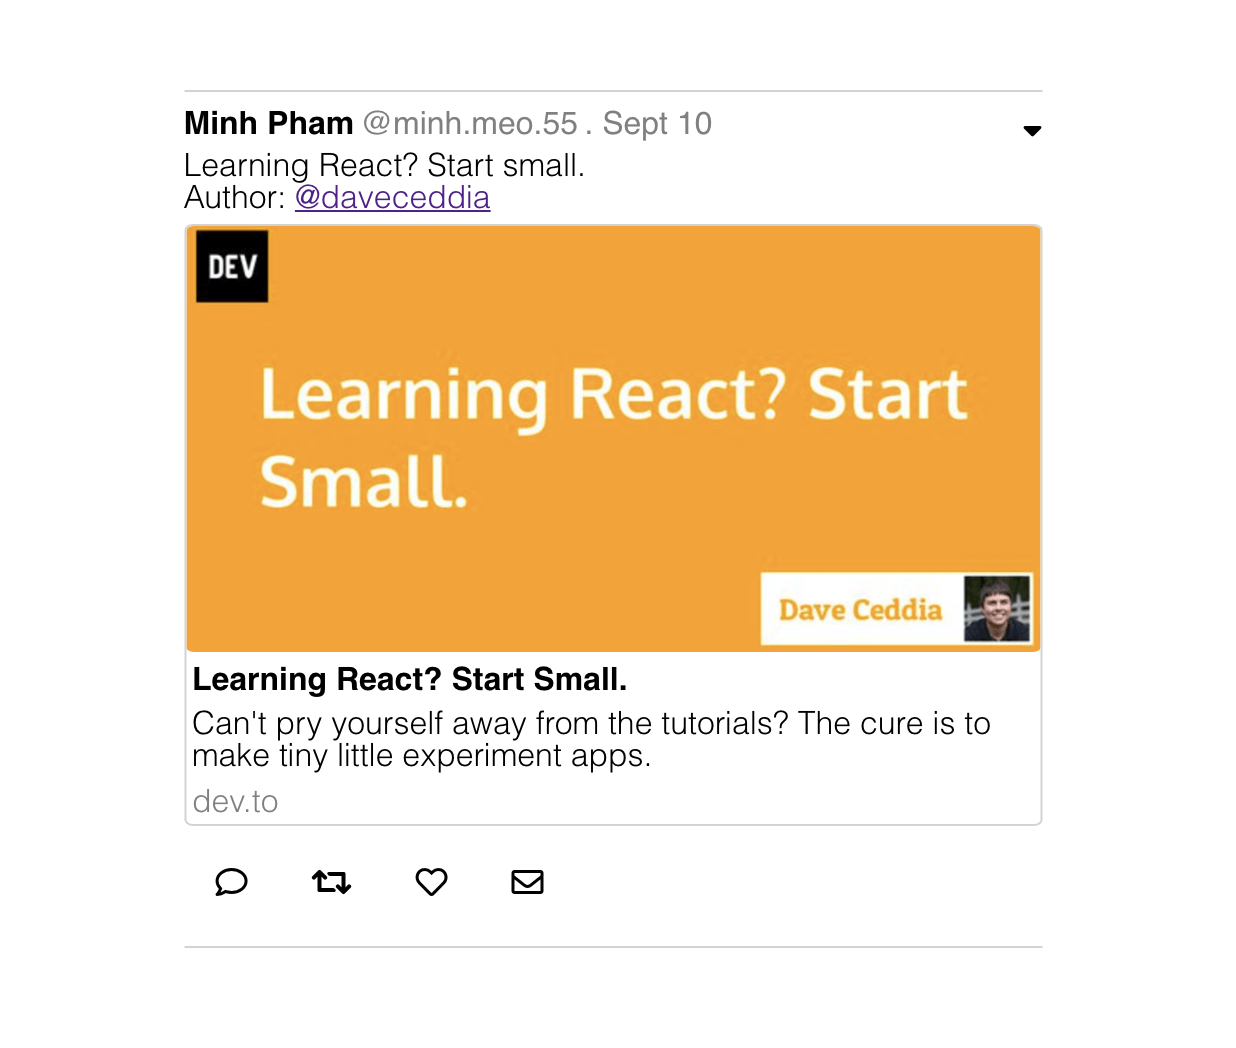 Minh Pham @minh.meo.55 . Sept 10
Learning React? Start small.
Author: @daveceddia
DEV
Learning React? Start
Small.
Dave Ceddia
Learning React? Start Small.
Can't pry yourself away from the tutorials? The cure is to
make tiny little experiment apps.
dev.to